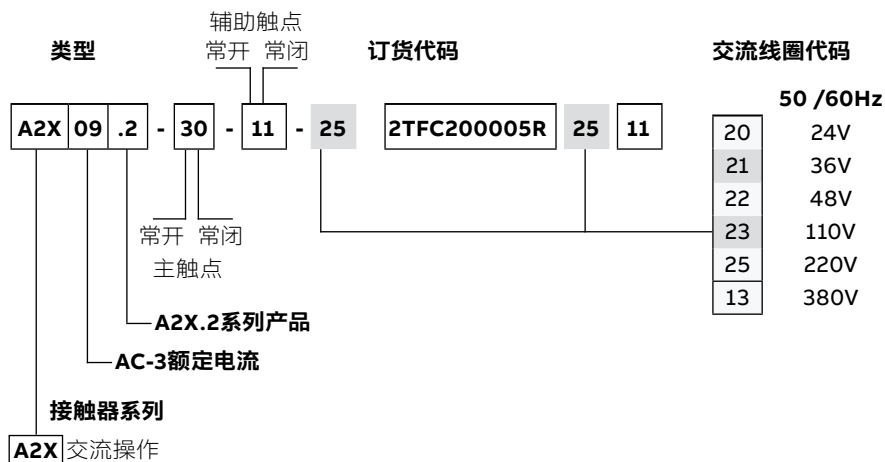 辅助触点
类型 常开 常闭 订货代码 交流线圈代码
50 /60Hz
A2X 09 .2 - 30 - 11 - 25 2TFC200005R 25 11
20 24V
21 36V
22 48V
23 110V
25 220V
13 380V
常开 常闭
主触点
A2X.2系列产品
AC-3额定电流
接触器系列
A2X 交流操作